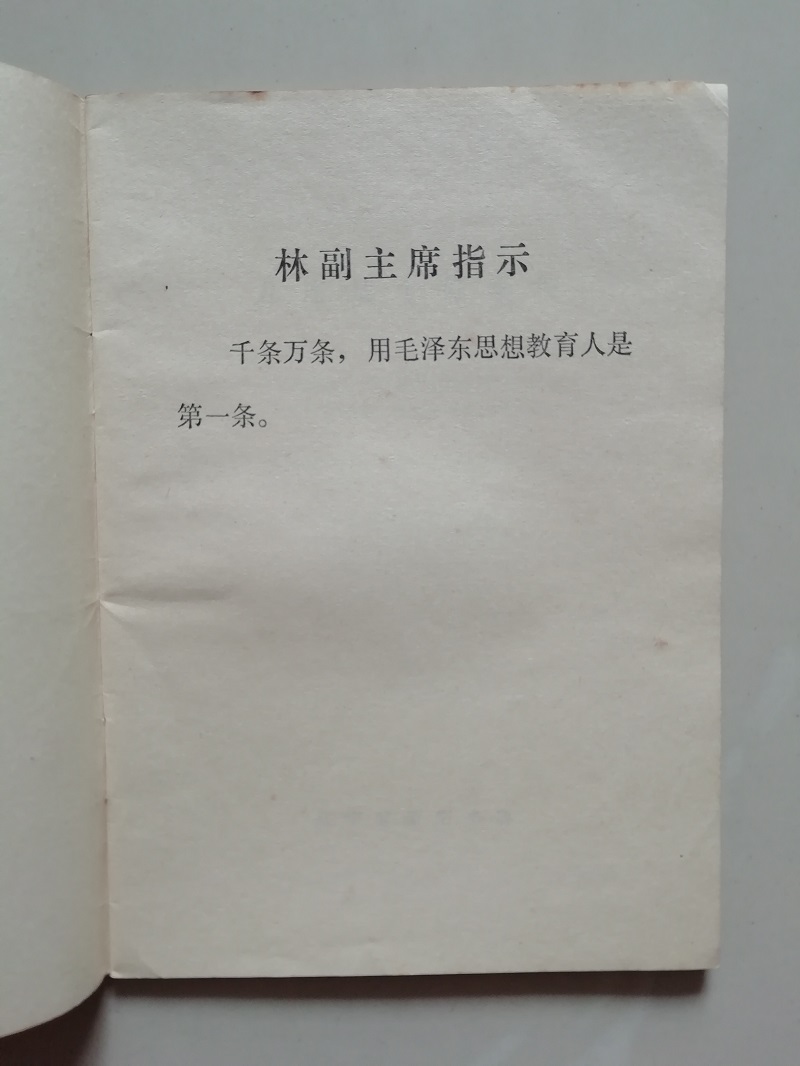 林副主席指示
千条万条，用毛泽东思想教育人是
第一条。